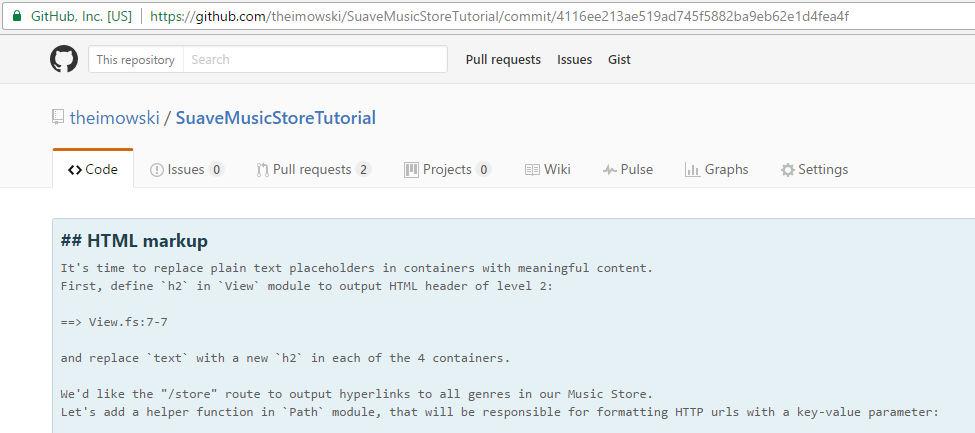 GitHub, Inc. [US] https://github.com/theimowski/SuaveMusicStoreTutorial/commit/4116ee213ae519ad745f5882ba9eb62e1d4fea4f
This repository Search Pull requests Issues Gist
theimowski / SuaveMusicStoreTutorial
Code Issues 0 Pull requests 2 Projects 0 Wiki Pulse Graphs Settings
## HTML markup
It's time to replace plain text placeholders in containers with meaningful content.
First, define `h2` in `View` module to output HTML header of level 2:
==> View.fs:7-7
and replace `text` with a new `h2` in each of the 4 containers.
We'd like the "/store" route to output hyperlinks to all genres in our Music Store.
Let's add a helper function in `Path` module, that will be responsible for formatting HTTP urls with a key-value parameter: